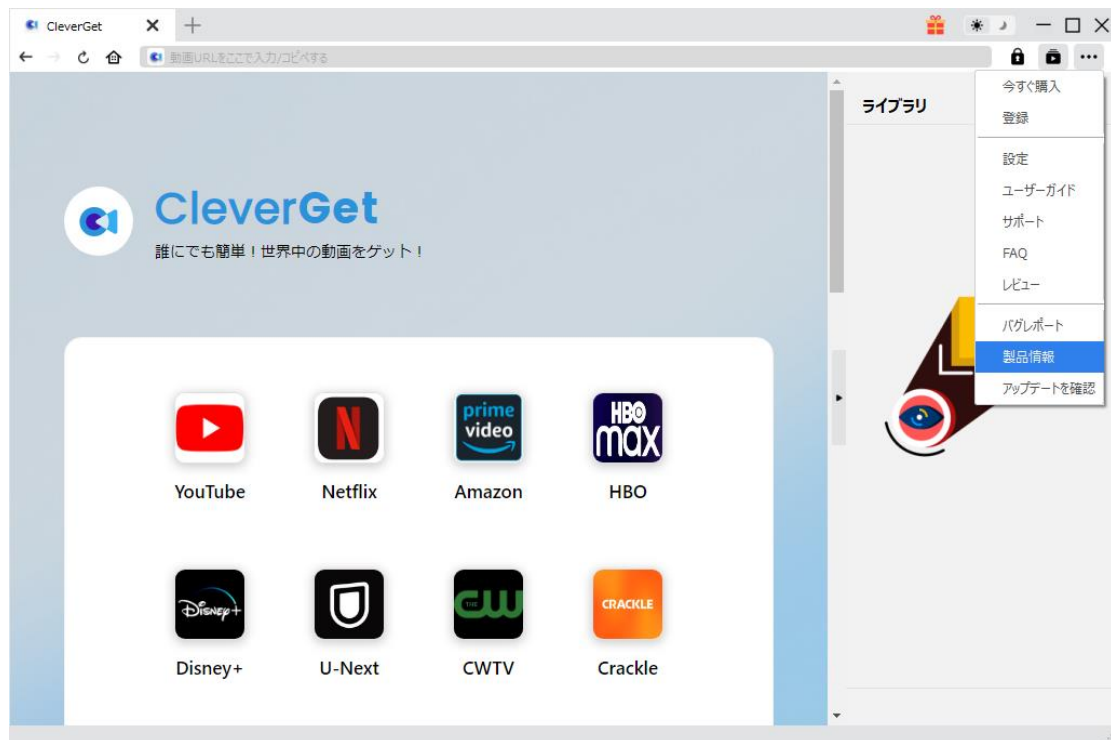 CleverGet
動画URLをここで入力/コピペする
CleverGet
誰にでも簡単!世界中の動画をゲット!
YouTube
Netflix
prime video
Amazon
HBO max
HBO
Disney+
Disney+
U-Next
THE CW
CWTV
CRACKLE
Crackle
ライブラリ
今すぐ購入
登録
設定
ユーザーガイド
サポート
FAQ
レビュー
バグレポート
製品情報
アップデートを確認